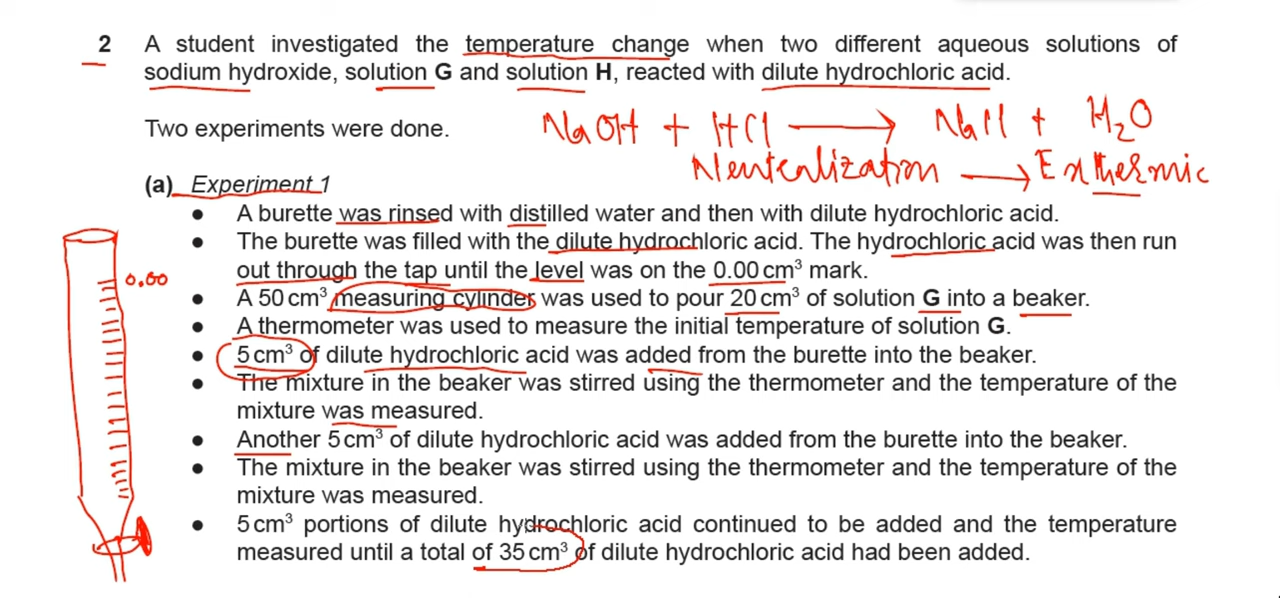 2 A student investigated the temperature change when two different aqueous solutions of
sodium hydroxide, solution G and solution H, reacted with dilute hydrochloric acid.
NaOH + HCl ⟶ NaCl + H₂O
Two experiments were done.
Neutralization ⟶ Exthermic
(a) Experiment 1
• A burette was rinsed with distilled water and then with dilute hydrochloric acid.
• The burette was filled with the dilute hydrochloric acid. The hydrochloric acid was then run
out through the tap until the level was on the 0.00 cm³ mark.
0.00
• A 50 cm³ measuring cylinder was used to pour 20 cm³ of solution G into a beaker.
• A thermometer was used to measure the initial temperature of solution G.
• 5 cm³ of dilute hydrochloric acid was added from the burette into the beaker.
• The mixture in the beaker was stirred using the thermometer and the temperature of the
mixture was measured.
• Another 5 cm³ of dilute hydrochloric acid was added from the burette into the beaker.
• The mixture in the beaker was stirred using the thermometer and the temperature of the
mixture was measured.
• 5 cm³ portions of dilute hydrochloric acid continued to be added and the temperature
measured until a total of 35 cm³ of dilute hydrochloric acid had been added.